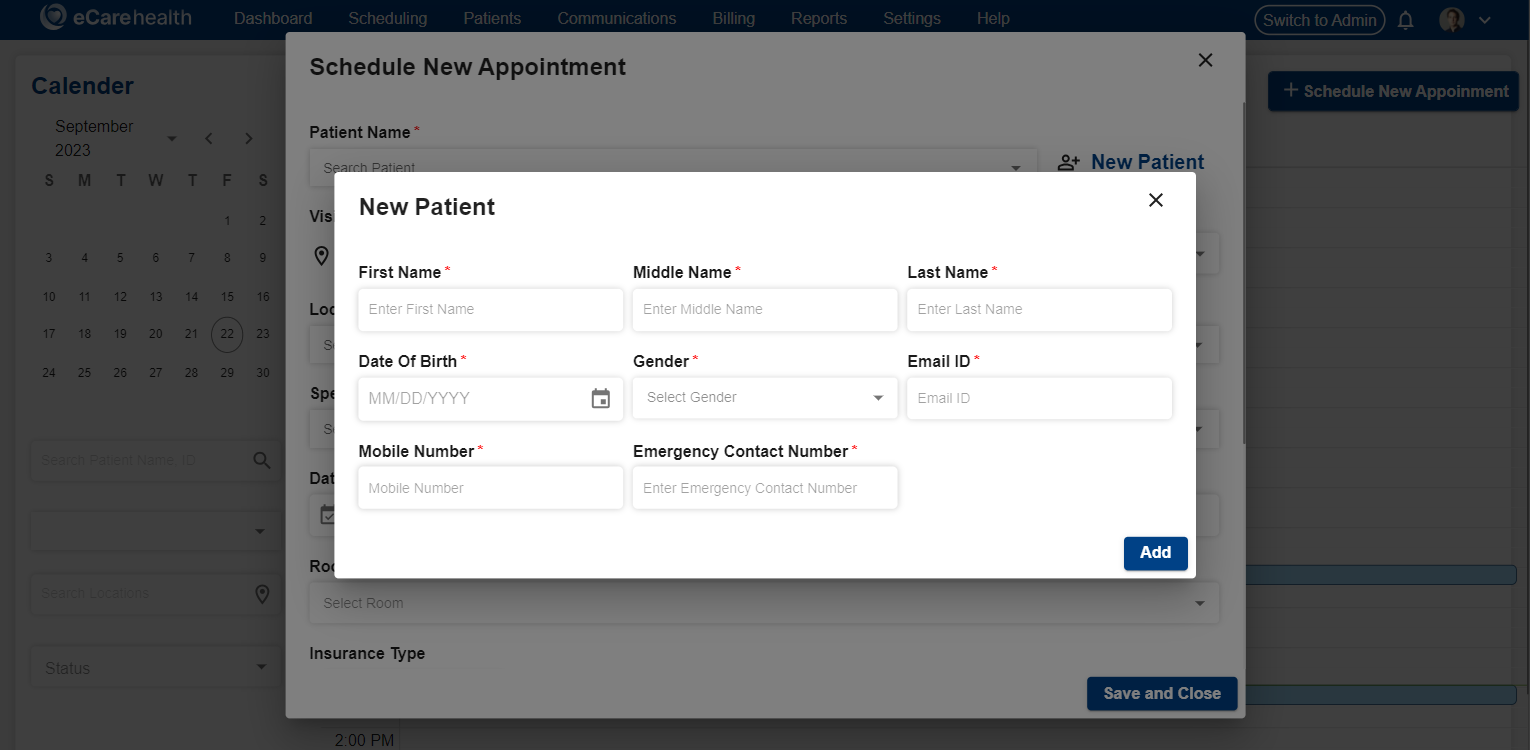 eCarehealth
Dashboard Scheduling Patients Communications Billing Reports Settings Help
Switch to Admin
Calender
September
2023
S M T W T F S
1 2
3 4 5 6 7 8 9
10 11 12 13 14 15 16
17 18 19 20 21 22 23
24 25 26 27 28 29 30
Search Patient Name, ID
Search Locations
Status
+ Schedule New Appoinment
Schedule New Appointment
Patient Name *
Search Patient
New Patient
New Patient
First Name * Middle Name * Last Name *
Enter First Name Enter Middle Name Enter Last Name
Date Of Birth * Gender * Email ID *
MM/DD/YYYY Select Gender Email ID
Mobile Number * Emergency Contact Number *
Mobile Number Enter Emergency Contact Number
Add
Select Room
Insurance Type
Save and Close
2:00 PM